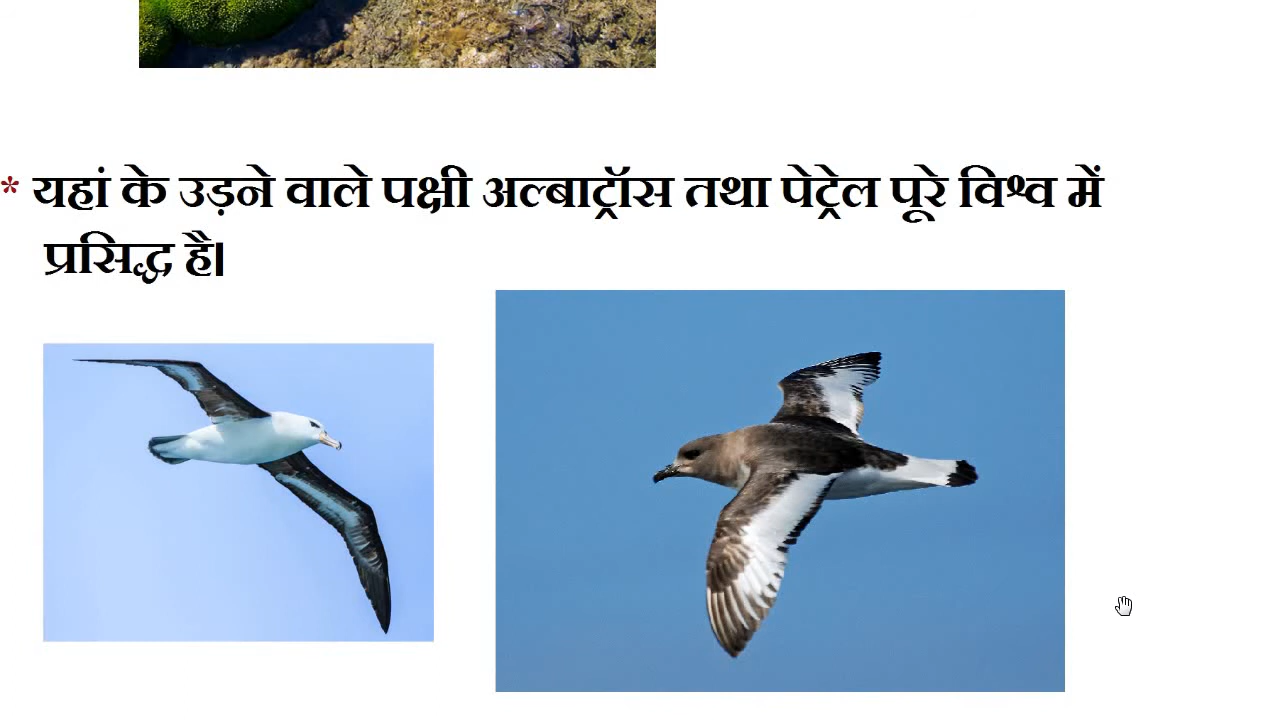 * यहां के उड़ने वाले पक्षी अल्बाट्रॉस तथा पेट्रेल पूरे विश्व में
प्रसिद्ध है।